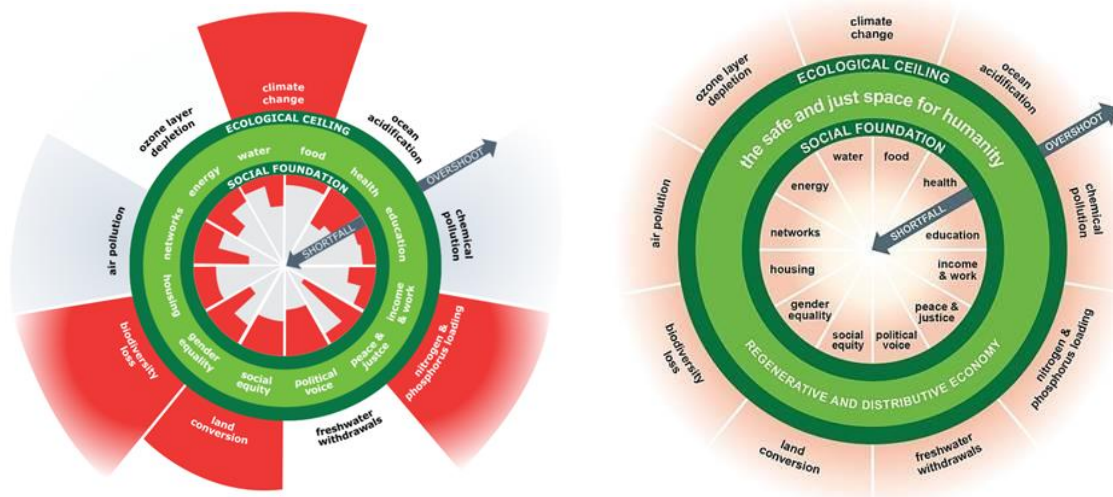 climate
change
ECOLOGICAL CEILING
ozone layer
depletion
ocean
acidification
OVERSHOOT
energy
water
food
health
SOCIAL FOUNDATION
air pollution
networks
SHORTFALL
education
chemical
pollution
housing
income
& work
biodiversity
loss
gender
equality
social
equity
political
voice
peace &
justce
nitrogen &
phosphorus loading
land
conversion
freshwater
withdrawals
climate
change
ozone layer
depletion
ECOLOGICAL CEILING
ocean
acidification
the safe and just space for humanity
OVERSHOOT
SOCIAL FOUNDATION
water
food
energy
health
air pollution
networks
SHORTFALL
education
chemical
pollution
housing
income
& work
gender
equality
peace &
justice
social
equity
political
voice
biodiversity
loss
REGENERATIVE AND DISTRIBUTIVE ECONOMY
nitrogen &
phosphorus loading
land
conversion
freshwater
withdrawals